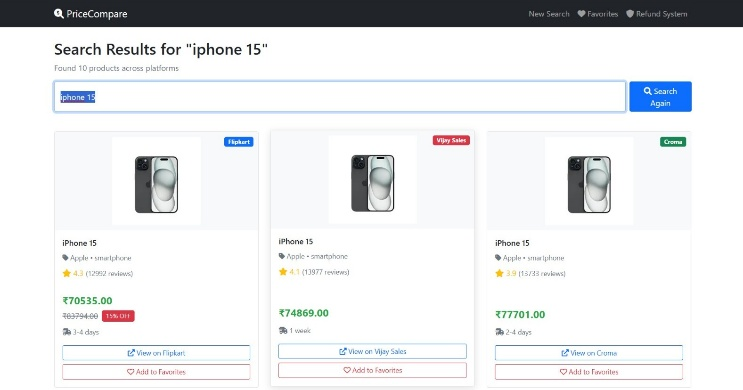 PriceCompare
New Search Favorites Refund System
Search Results for "iphone 15"
Found 10 products across platforms
iphone 15
Search Again
Flipkart
iPhone 15
Apple • smartphone
4.3 (12992 reviews)
₹70535.00
₹83794.00 15% OFF
3-4 days
View on Flipkart
Add to Favorites
Vijay Sales
iPhone 15
Apple • smartphone
4.1 (13977 reviews)
₹74869.00
1 week
View on Vijay Sales
Add to Favorites
Croma
iPhone 15
Apple • smartphone
3.9 (13733 reviews)
₹77701.00
2-4 days
View on Croma
Add to Favorites